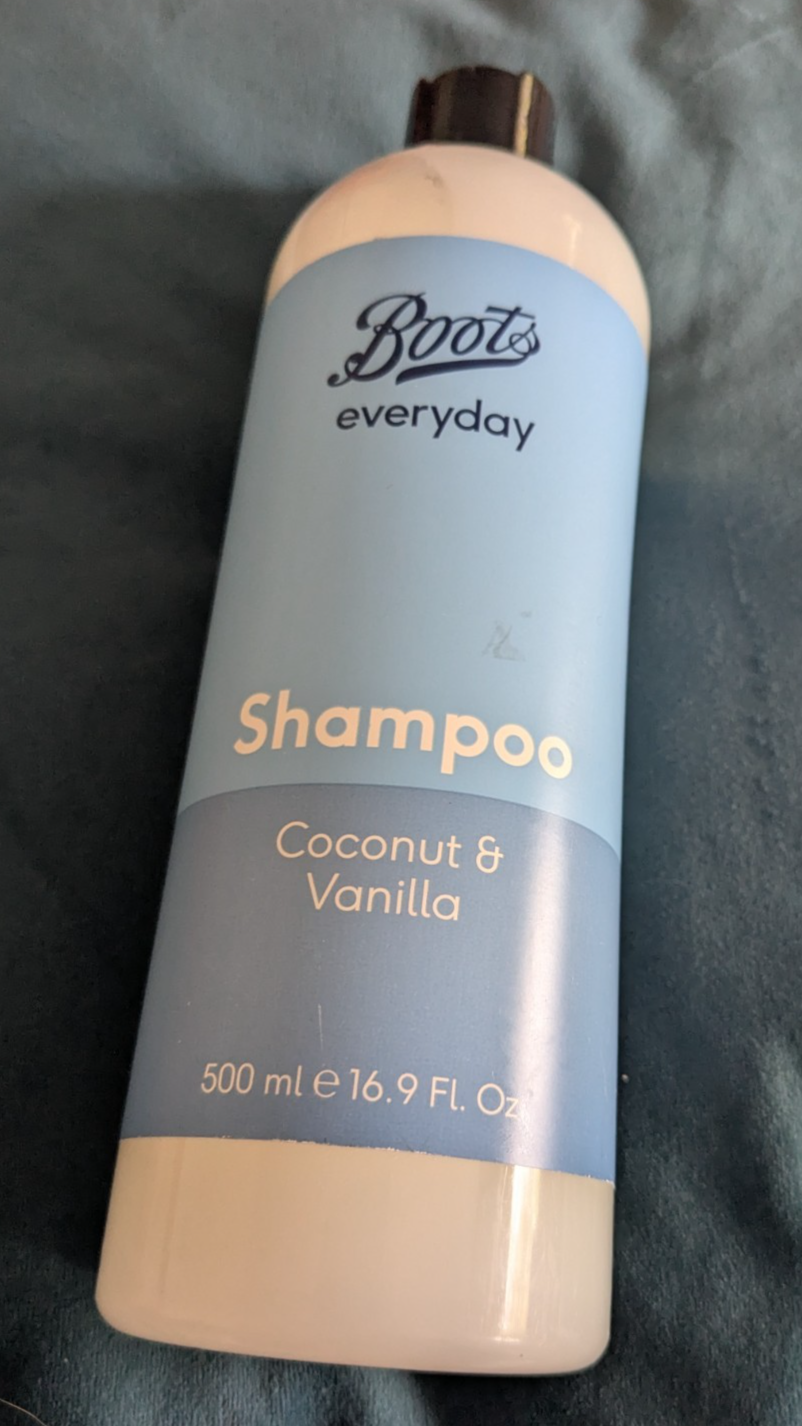 Boots
everyday
Shampoo
Coconut &
Vanilla
500 ml ℮ 16.9 Fl. Oz